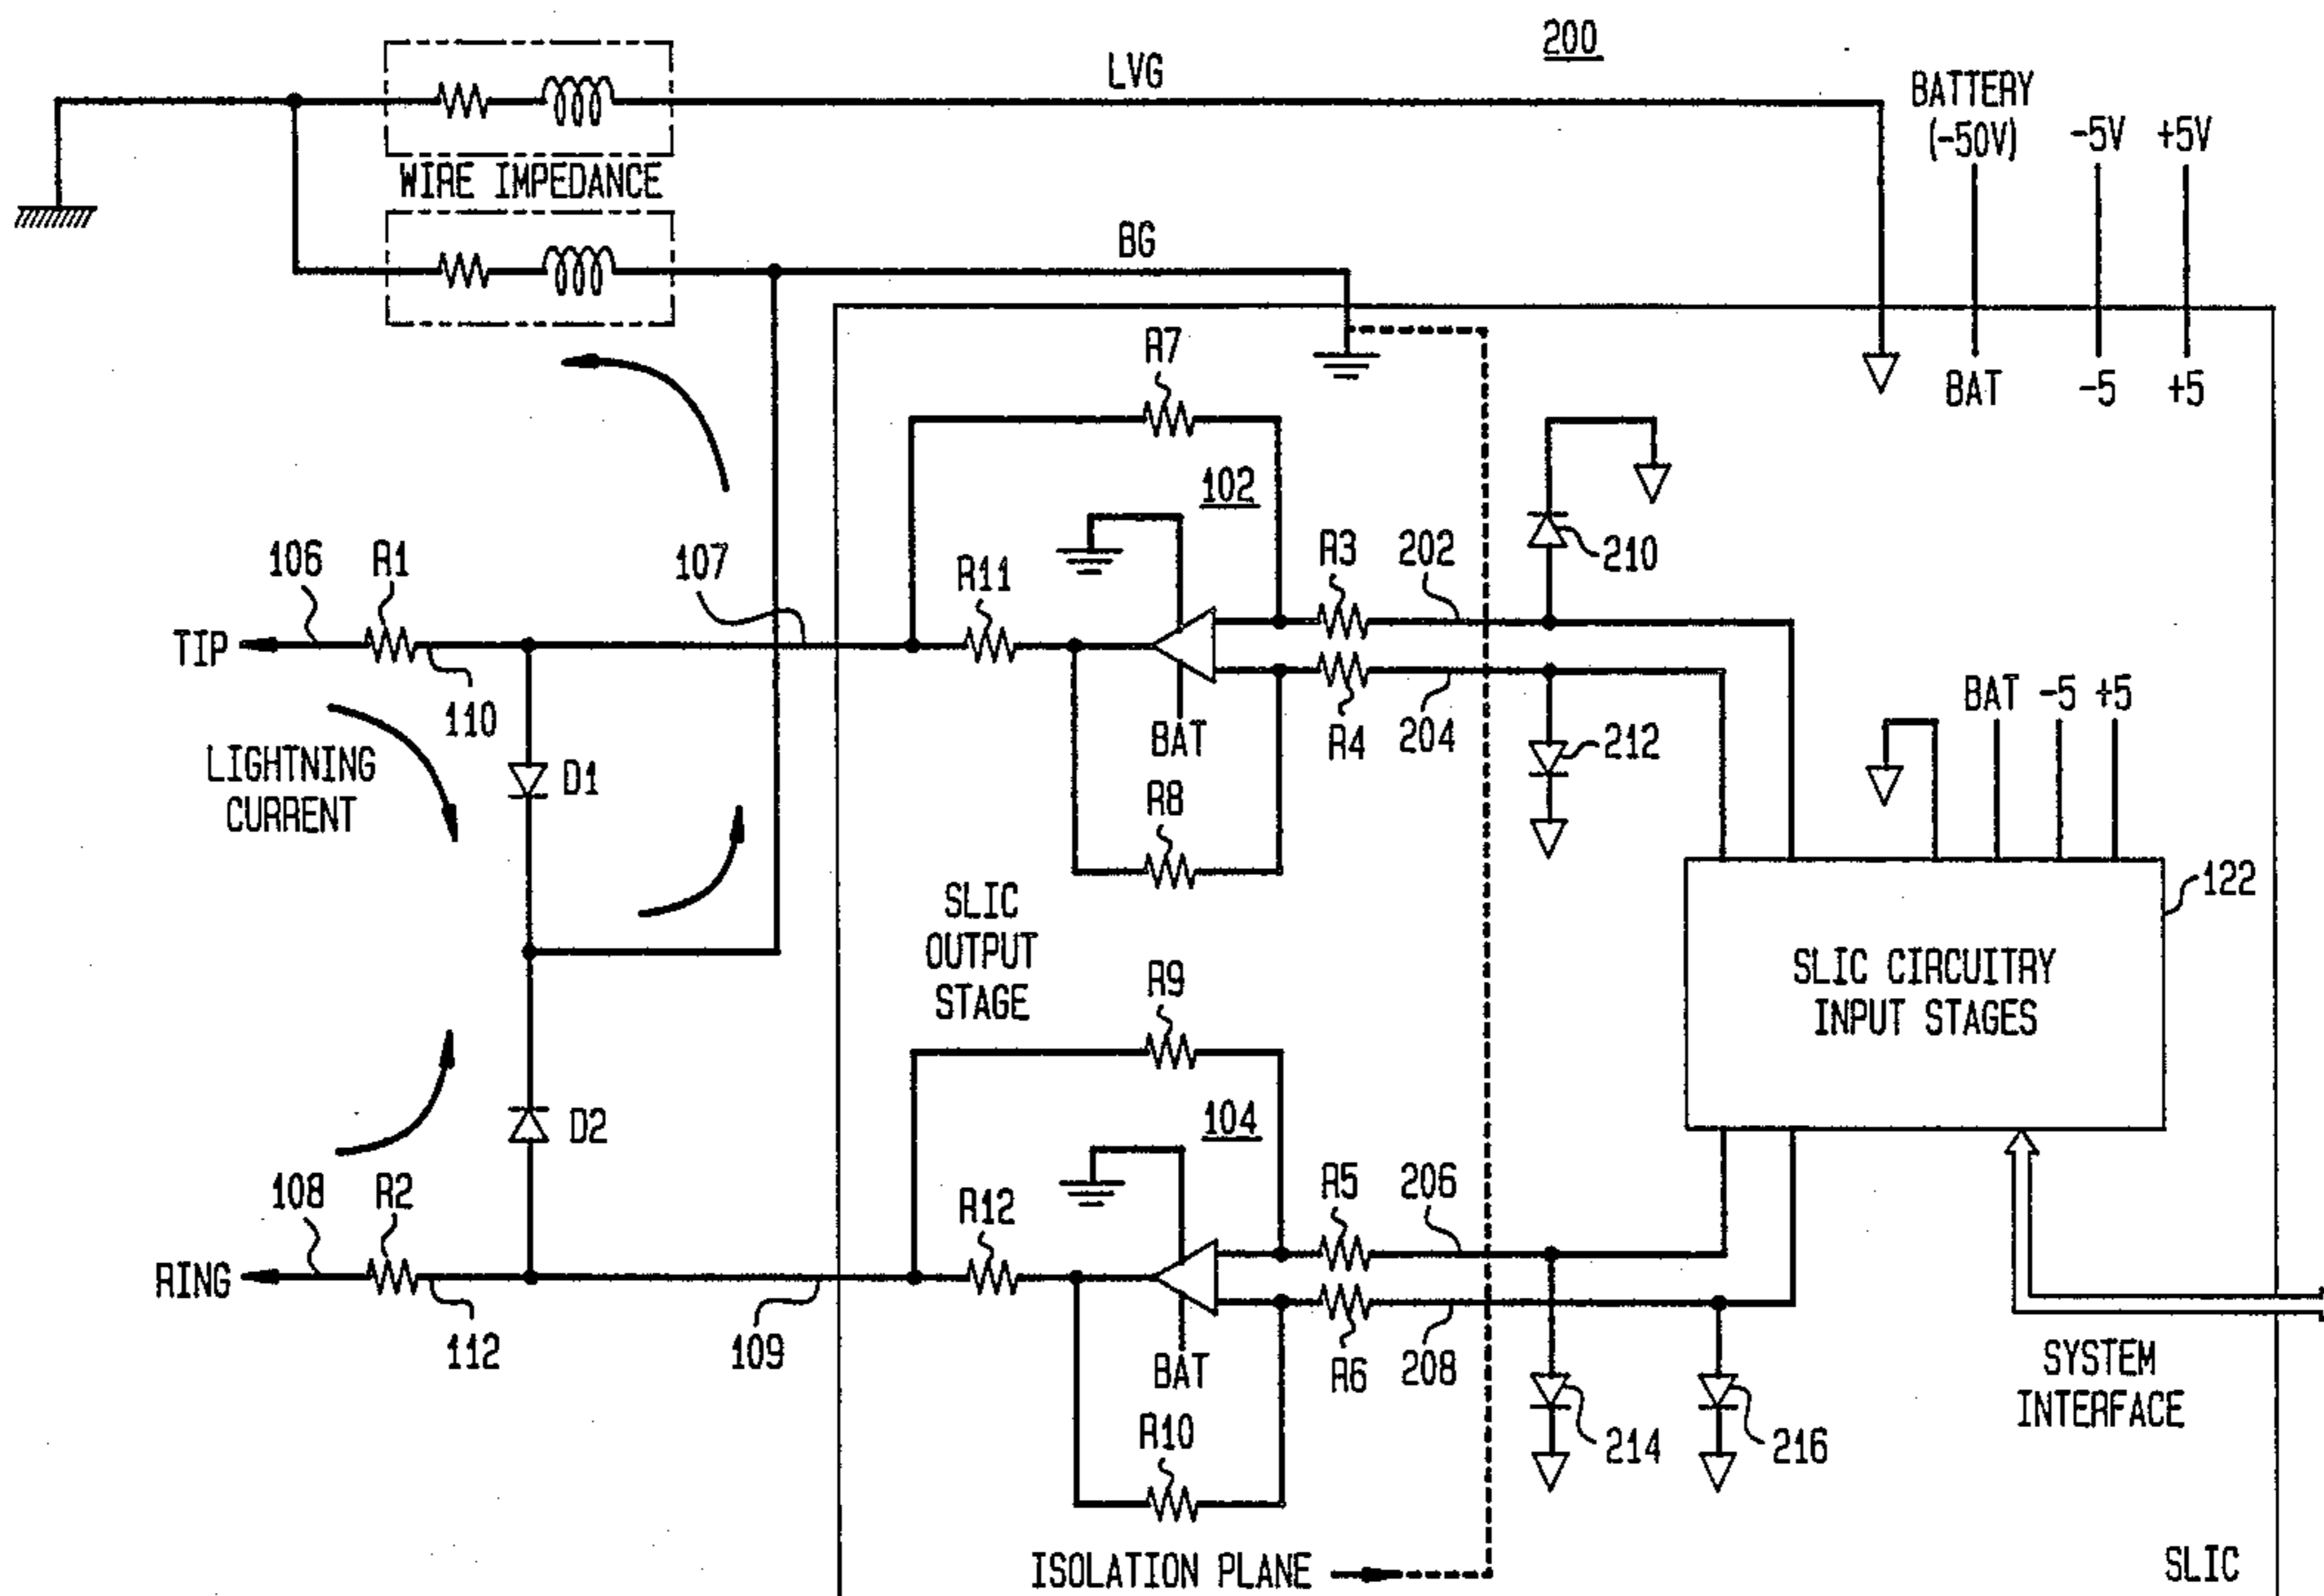 200
LVG
BATTERY
(-50V)
-5V
+5V
WIRE IMPEDANCE
BG
BAT
-5
+5
R7
102
106
R1
107
R11
R3
202
210
TIP
110
BAT
R4
204
212
BAT
-5
+5
LIGHTNING
CURRENT
D1
R8
122
SLIC
OUTPUT
STAGE
R9
SLIC CIRCUITRY
INPUT STAGES
D2
104
108
R2
R12
R5
206
RING
112
109
BAT
R6
208
SYSTEM
INTERFACE
R10
214
216
ISOLATION PLANE
SLIC